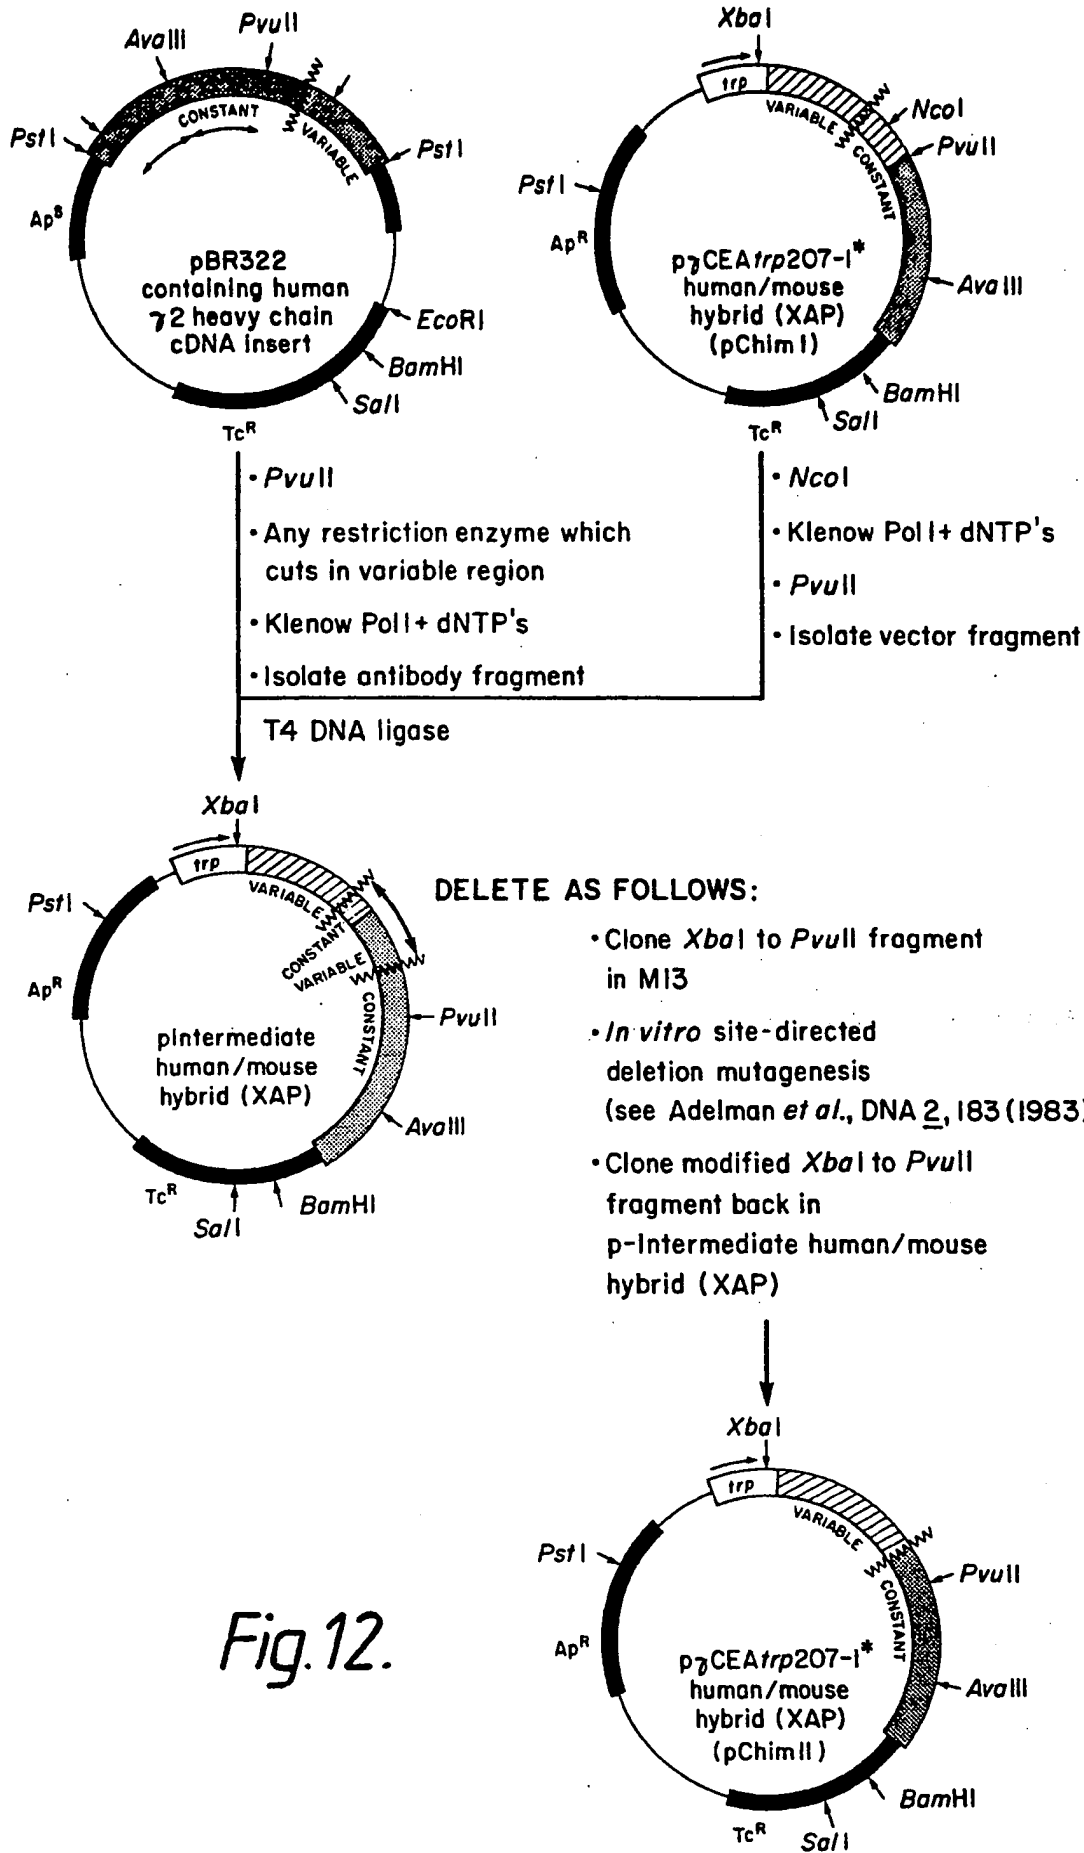 PvuII
AvaIII
PstI
CONSTANT
VARIABLE
PstI
Ap^S
pBR322
containing human
γ2 heavy chain
cDNA insert
EcoRI
BamHI
SalI
Tc^R
XbaI
trp
VARIABLE
NcoI
PvuII
CONSTANT
PstI
Ap^R
pγCEAtrp207-1*
human/mouse
hybrid (XAP)
(pChim I)
AvaIII
BamHI
SalI
Tc^R
• PvuII
• Any restriction enzyme which
cuts in variable region
• Klenow Pol I + dNTP's
• Isolate antibody fragment
• NcoI
• Klenow Pol I + dNTP's
• PvuII
• Isolate vector fragment
T4 DNA ligase
XbaI
trp
VARIABLE
CONSTANT
VARIABLE
CONSTANT
PstI
Ap^R
pIntermediate
human/mouse
hybrid (XAP)
PvuII
AvaIII
BamHI
SalI
Tc^R
DELETE AS FOLLOWS:
• Clone XbaI to PvuII fragment
in M13
• In vitro site-directed
deletion mutagenesis
(see Adelman et al., DNA 2, 183 (1983)
• Clone modified XbaI to PvuII
fragment back in
p-Intermediate human/mouse
hybrid (XAP)
XbaI
trp
VARIABLE
CONSTANT
PstI
PvuII
Ap^R
pγCEAtrp207-1*
human/mouse
hybrid (XAP)
(pChim II)
AvaIII
BamHI
SalI
Tc^R
Fig.12.